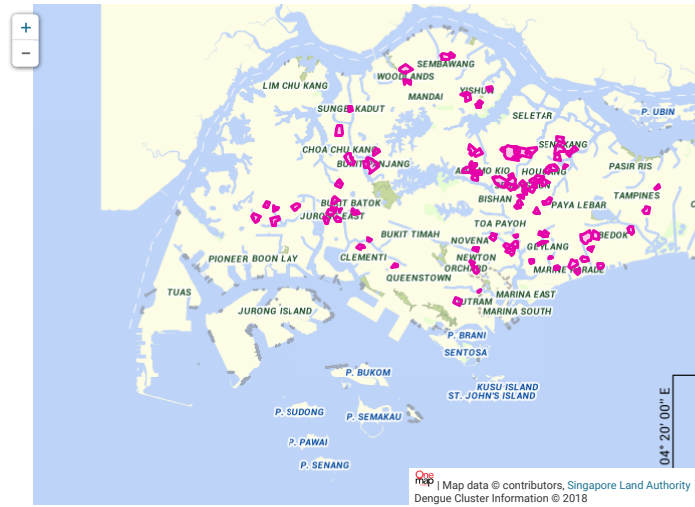 +
−
SEMBAWANG
WOODLANDS
LIM CHU KANG
MANDAI
YISHUN
SUNGEI KADUT
SELETAR
P. UBIN
CHOA CHU KANG
SENGKANG
BUKIT PANJANG
PASIR RIS
ANG MO KIO
HOUGANG
SERANGOON
TAMPINES
BISHAN
PAYA LEBAR
BUKIT BATOK
JURONG EAST
TOA PAYOH
BUKIT TIMAH
NOVENA
GEYLANG
BEDOK
PIONEER
BOON LAY
CLEMENTI
NEWTON
ORCHARD
MARINE PARADE
QUEENSTOWN
TUAS
MARINA EAST
OUTRAM
MARINA SOUTH
JURONG ISLAND
P. BRANI
SENTOSA
P. BUKOM
KUSU ISLAND
ST. JOHN'S ISLAND
P. SUDONG
P. SEMAKAU
P. PAWAI
P. SENANG
04° 20' 00" E
One
map | Map data © contributors, Singapore Land Authority
Dengue Cluster Information © 2018